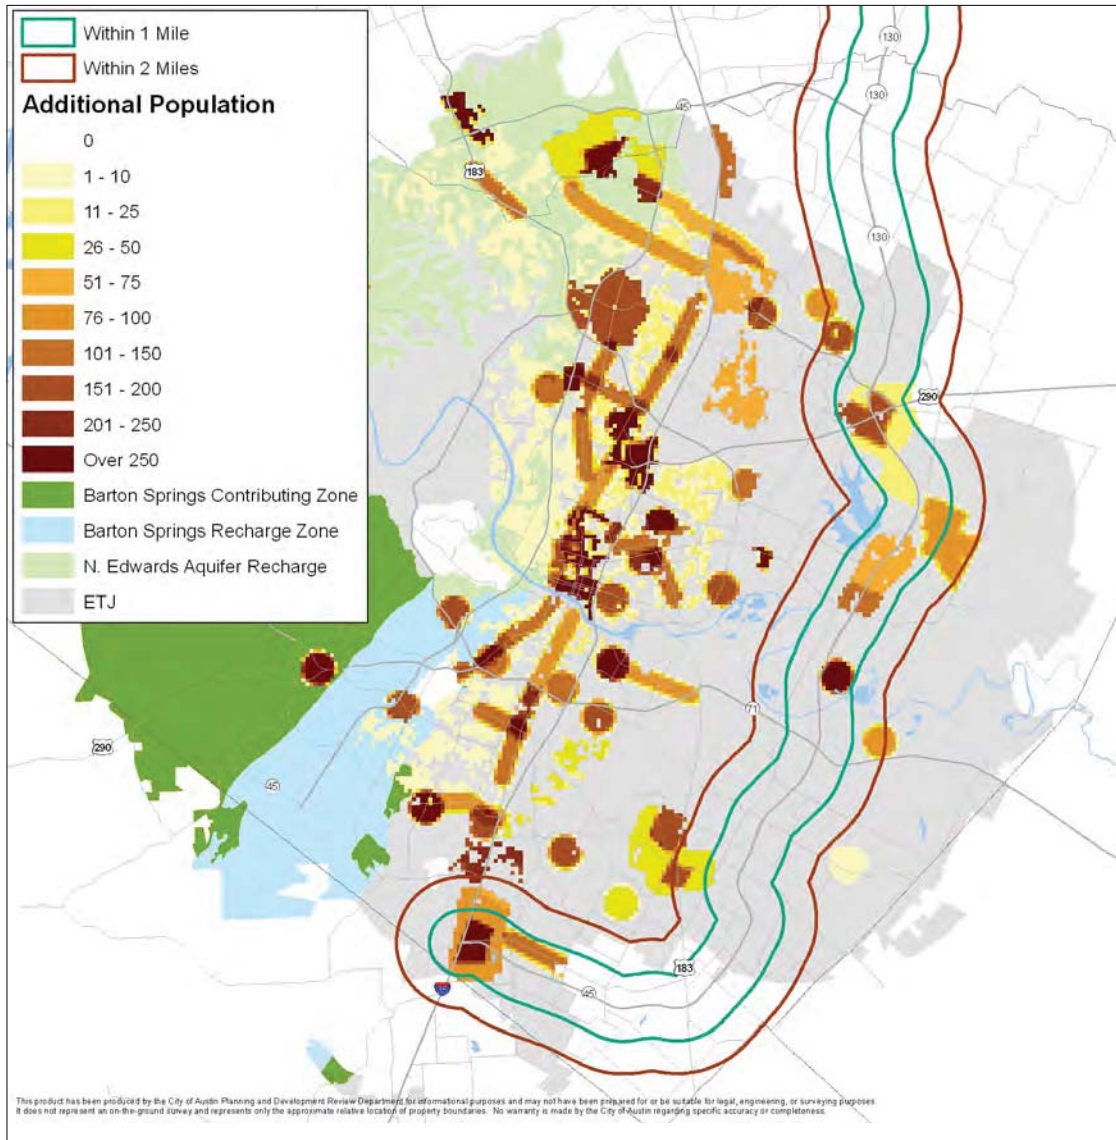 Within 1 Mile
Within 2 Miles
Additional Population
0
1 - 10
11 - 25
26 - 50
51 - 75
76 - 100
101 - 150
151 - 200
201 - 250
Over 250
Barton Springs Contributing Zone
Barton Springs Recharge Zone
N. Edwards Aquifer Recharge
ETJ
130
45
130
183
130
290
71
290
45
183
45
This product has been produced by the City of Austin Planning and Development Review Department for informational purposes and may not have been prepared for or be suitable for legal, engineering, or surveying purposes.
It does not represent an on-the-ground survey and represents only the approximate relative location of property boundaries. No warranty is made by the City of Austin regarding specific accuracy or completeness.